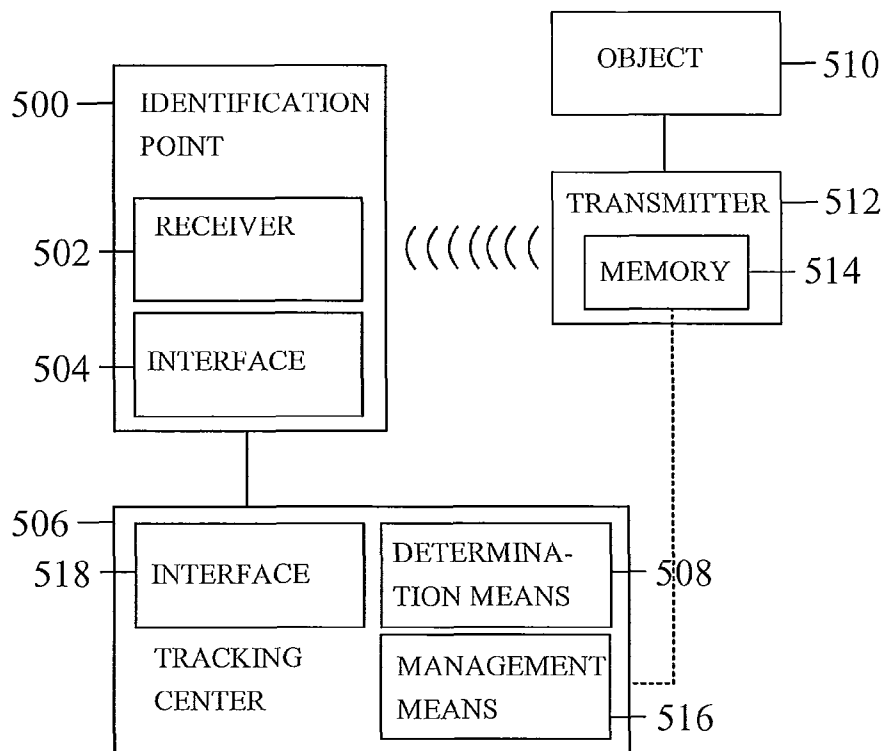 OBJECT
510
500
IDENTIFICATION
POINT
TRANSMITTER
512
RECEIVER
502
MEMORY
514
INTERFACE
504
506
518
INTERFACE
DETERMINA-
TION MEANS
508
TRACKING
CENTER
MANAGEMENT
MEANS
516